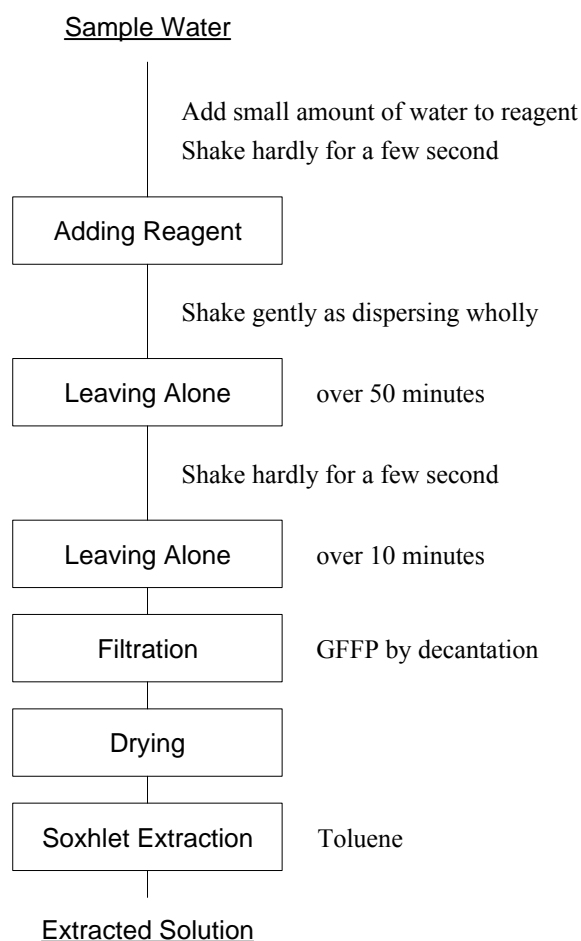 Sample Water
Add small amount of water to reagent
Shake hardly for a few second
Adding Reagent
Shake gently as dispersing wholly
Leaving Alone
over 50 minutes
Shake hardly for a few second
Leaving Alone
over 10 minutes
Filtration
GFFP by decantation
Drying
Soxhlet Extraction
Toluene
Extracted Solution